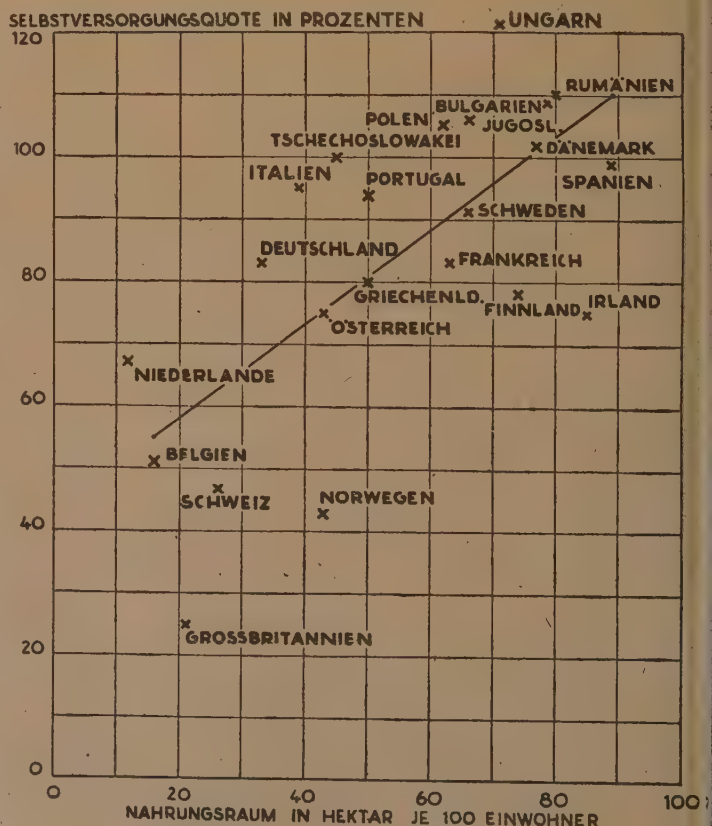 SELBSTVERSORGUNGSQUOTE IN PROZENTEN
UNGARN
120
RUMÄNIEN
BULGARIEN
POLEN
JUGOSL.
TSCHECHOSLOWAKEI
DÄNEMARK
100
ITALIEN
PORTUGAL
SPANIEN
SCHWEDEN
DEUTSCHLAND
FRANKREICH
80
GRIECHENLD.
FINNLAND
IRLAND
ÖSTERREICH
NIEDERLANDE
60
BELGIEN
SCHWEIZ
NORWEGEN
40
GROSSBRITANNIEN
20
0
0 20 40 60 80 100
NAHRUNGSRAUM IN HEKTAR JE 100 EINWOHNER